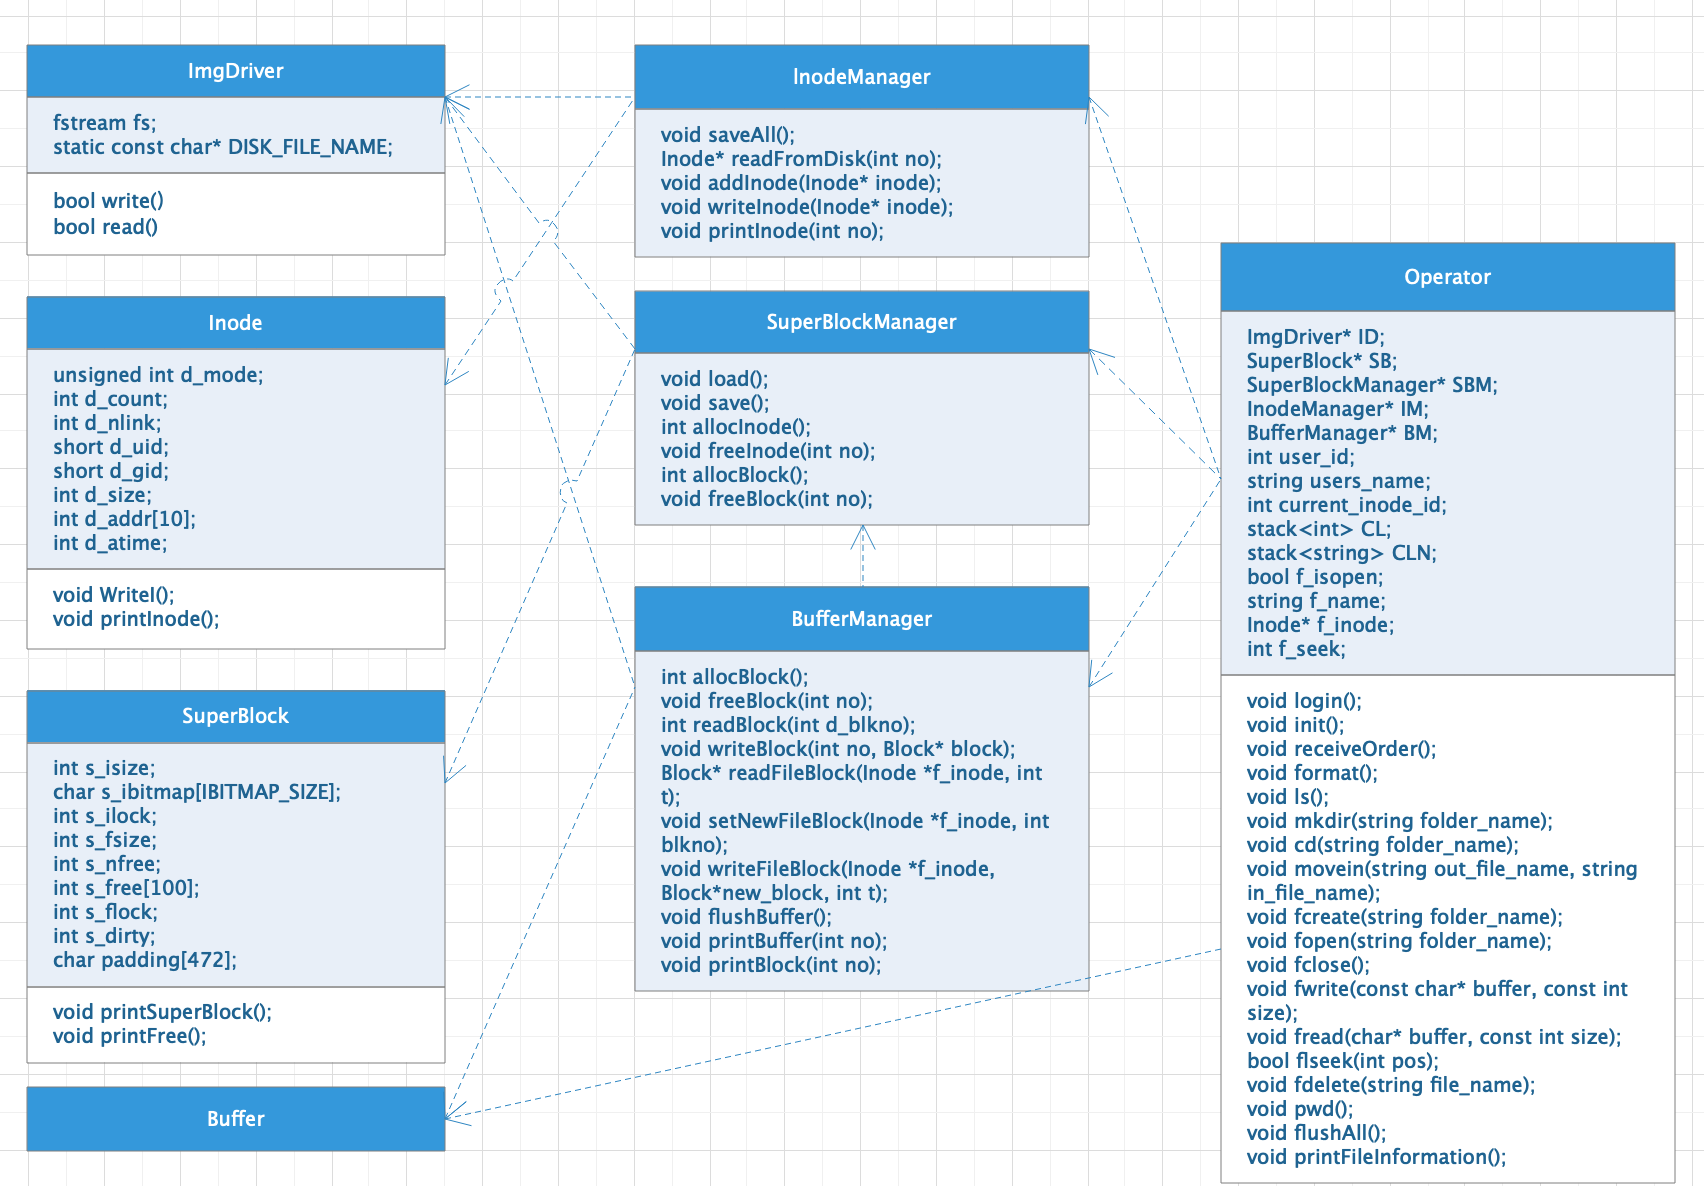 ImgDriver
fstream fs;
static const char* DISK_FILE_NAME;
bool write()
bool read()
Inode
unsigned int d_mode;
int d_count;
int d_nlink;
short d_uid;
short d_gid;
int d_size;
int d_addr[10];
int d_atime;
void WriteI();
void printInode();
SuperBlock
int s_isize;
char s_ibitmap[IBITMAP_SIZE];
int s_ilock;
int s_fsize;
int s_nfree;
int s_free[100];
int s_flock;
int s_dirty;
char padding[472];
void printSuperBlock();
void printFree();
Buffer
InodeManager
void saveAll();
Inode* readFromDisk(int no);
void addInode(Inode* inode);
void writeInode(Inode* inode);
void printInode(int no);
SuperBlockManager
void load();
void save();
int allocInode();
void freeInode(int no);
int allocBlock();
void freeBlock(int no);
BufferManager
int allocBlock();
void freeBlock(int no);
int readBlock(int d_blkno);
void writeBlock(int no, Block* block);
Block* readFileBlock(Inode *f_inode, int
t);
void setNewFileBlock(Inode *f_inode, int
blkno);
void writeFileBlock(Inode *f_inode,
Block*new_block, int t);
void flushBuffer();
void printBuffer(int no);
void printBlock(int no);
Operator
ImgDriver* ID;
SuperBlock* SB;
SuperBlockManager* SBM;
InodeManager* IM;
BufferManager* BM;
int user_id;
string users_name;
int current_inode_id;
stack<int> CL;
stack<string> CLN;
bool f_isopen;
string f_name;
Inode* f_inode;
int f_seek;
void login();
void init();
void receiveOrder();
void format();
void ls();
void mkdir(string folder_name);
void cd(string folder_name);
void movein(string out_file_name, string
in_file_name);
void fcreate(string folder_name);
void fopen(string folder_name);
void fclose();
void fwrite(const char* buffer, const int
size);
void fread(char* buffer, const int size);
bool flseek(int pos);
void fdelete(string file_name);
void pwd();
void flushAll();
void printFileInformation();